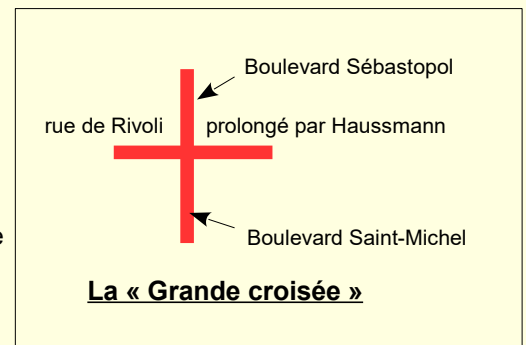 Boulevard Sébastopol
rue de Rivoli prolongé par Haussmann
Boulevard Saint-Michel
La « Grande croisée »